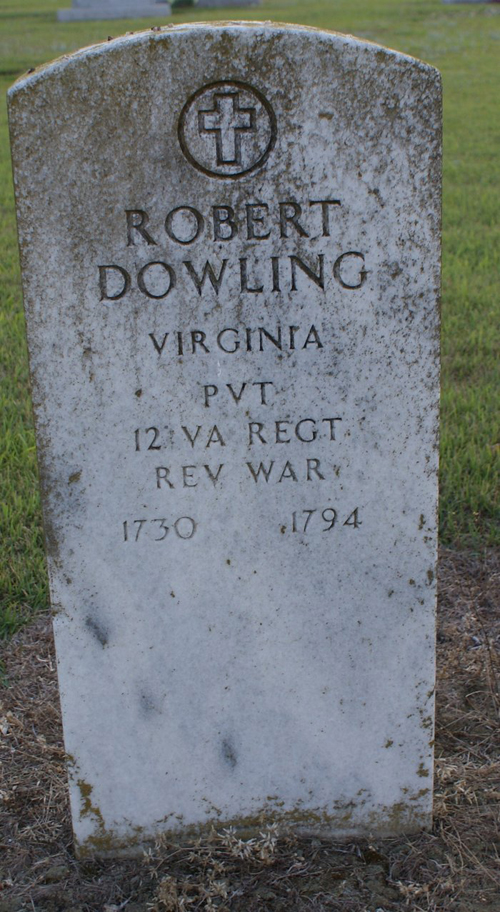 ROBERT
DOWLING
VIRGINIA
PVT
12 VA REGT
REV WAR
1730 1794